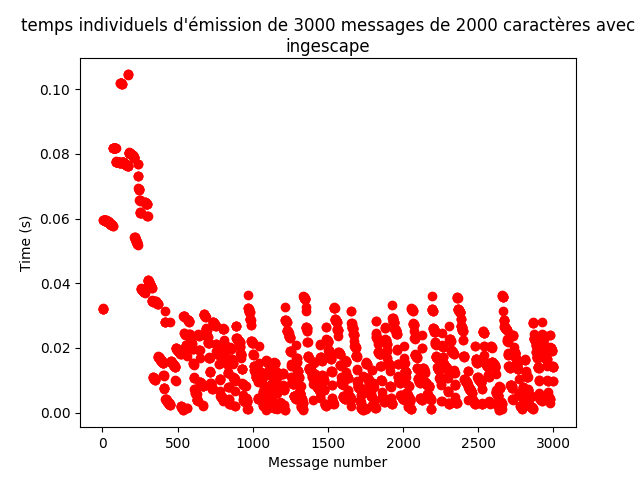 temps individuels d'émission de 3000 messages de 2000 caractères avec
ingescape
0.10
0.08
0.06
0.04
0.02
0.00
Time (s)
0 500 1000 1500 2000 2500 3000
Message number